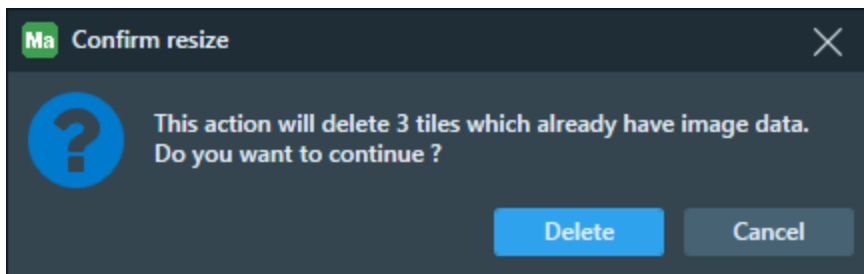 Ma Confirm resize
This action will delete 3 tiles which already have image data.
Do you want to continue ?
Delete Cancel